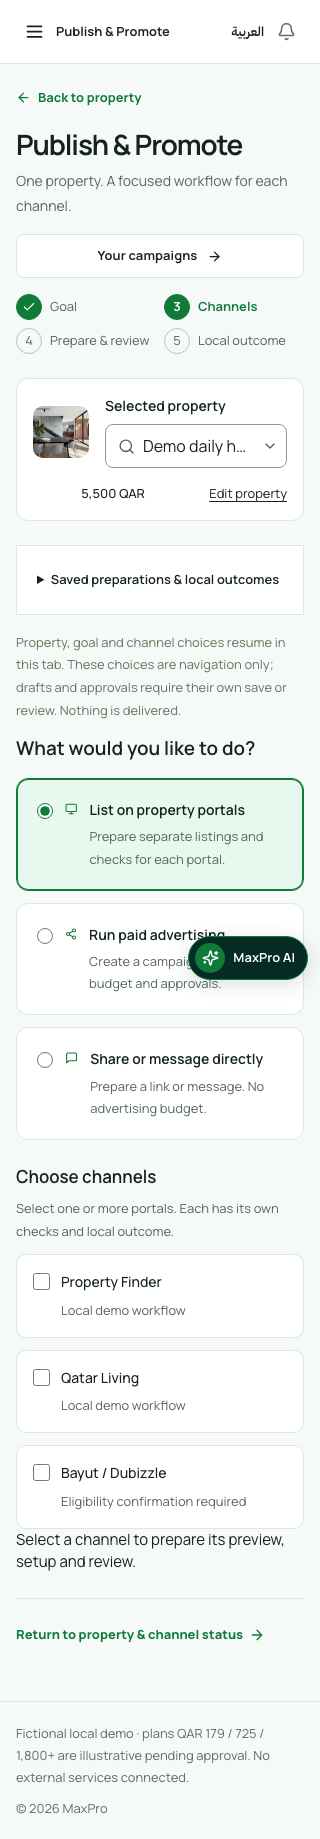 Publish & Promote
العربية
Back to property
Publish & Promote
One property. A focused workflow for each
channel.
Your campaigns
Goal
3 Channels
4 Prepare & review
5 Local outcome
Selected property
Demo daily h...
5,500 QAR
Edit property
Saved preparations & local outcomes
Property, goal and channel choices resume in
this tab. These choices are navigation only;
drafts and approvals require their own save or
review. Nothing is delivered.
What would you like to do?
List on property portals
Prepare separate listings and
checks for each portal.
Run paid advertising
Create a campaig
budget and approvals.
MaxPro AI
Share or message directly
Prepare a link or message. No
advertising budget.
Choose channels
Select one or more portals. Each has its own
checks and local outcome.
Property Finder
Local demo workflow
Qatar Living
Local demo workflow
Bayut / Dubizzle
Eligibility confirmation required
Select a channel to prepare its preview,
setup and review.
Return to property & channel status
Fictional local demo · plans QAR 179 / 725 /
1,800+ are illustrative pending approval. No
external services connected.
© 2026 MaxPro